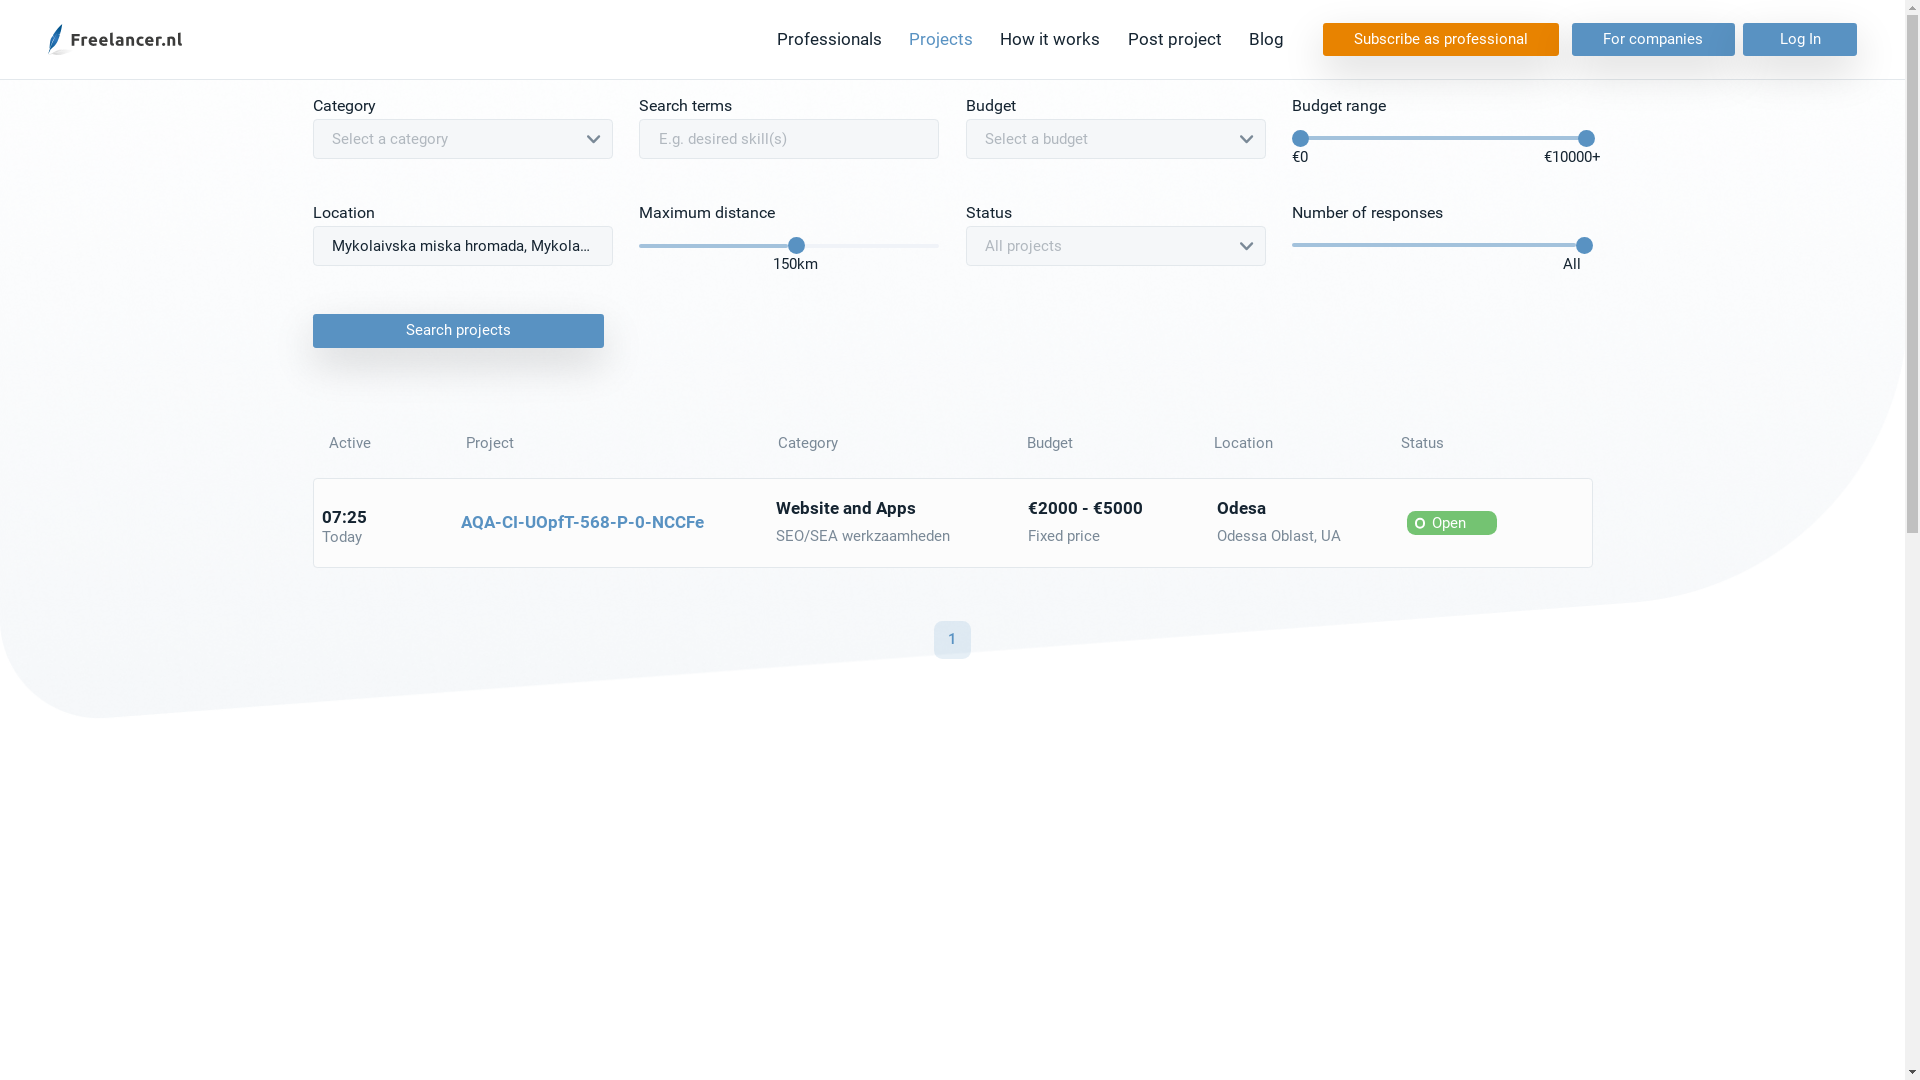 Freelancer.nl
Professionals
Projects
How it works
Post project
Blog
Subscribe as professional
For companies
Log In
Category
Search terms
Budget
Budget range
Select a category
E.g. desired skill(s)
Select a budget
€0
€10000+
Location
Maximum distance
Status
Number of responses
Mykolaivska miska hromada, Mykola...
150km
All projects
All
Search projects
Active
Project
Category
Budget
Location
Status
07:25
Today
AQA-CI-UOpfT-568-P-0-NCCFe
Website and Apps
SEO/SEA werkzaamheden
€2000 - €5000
Fixed price
Odesa
Odessa Oblast, UA
Open
1